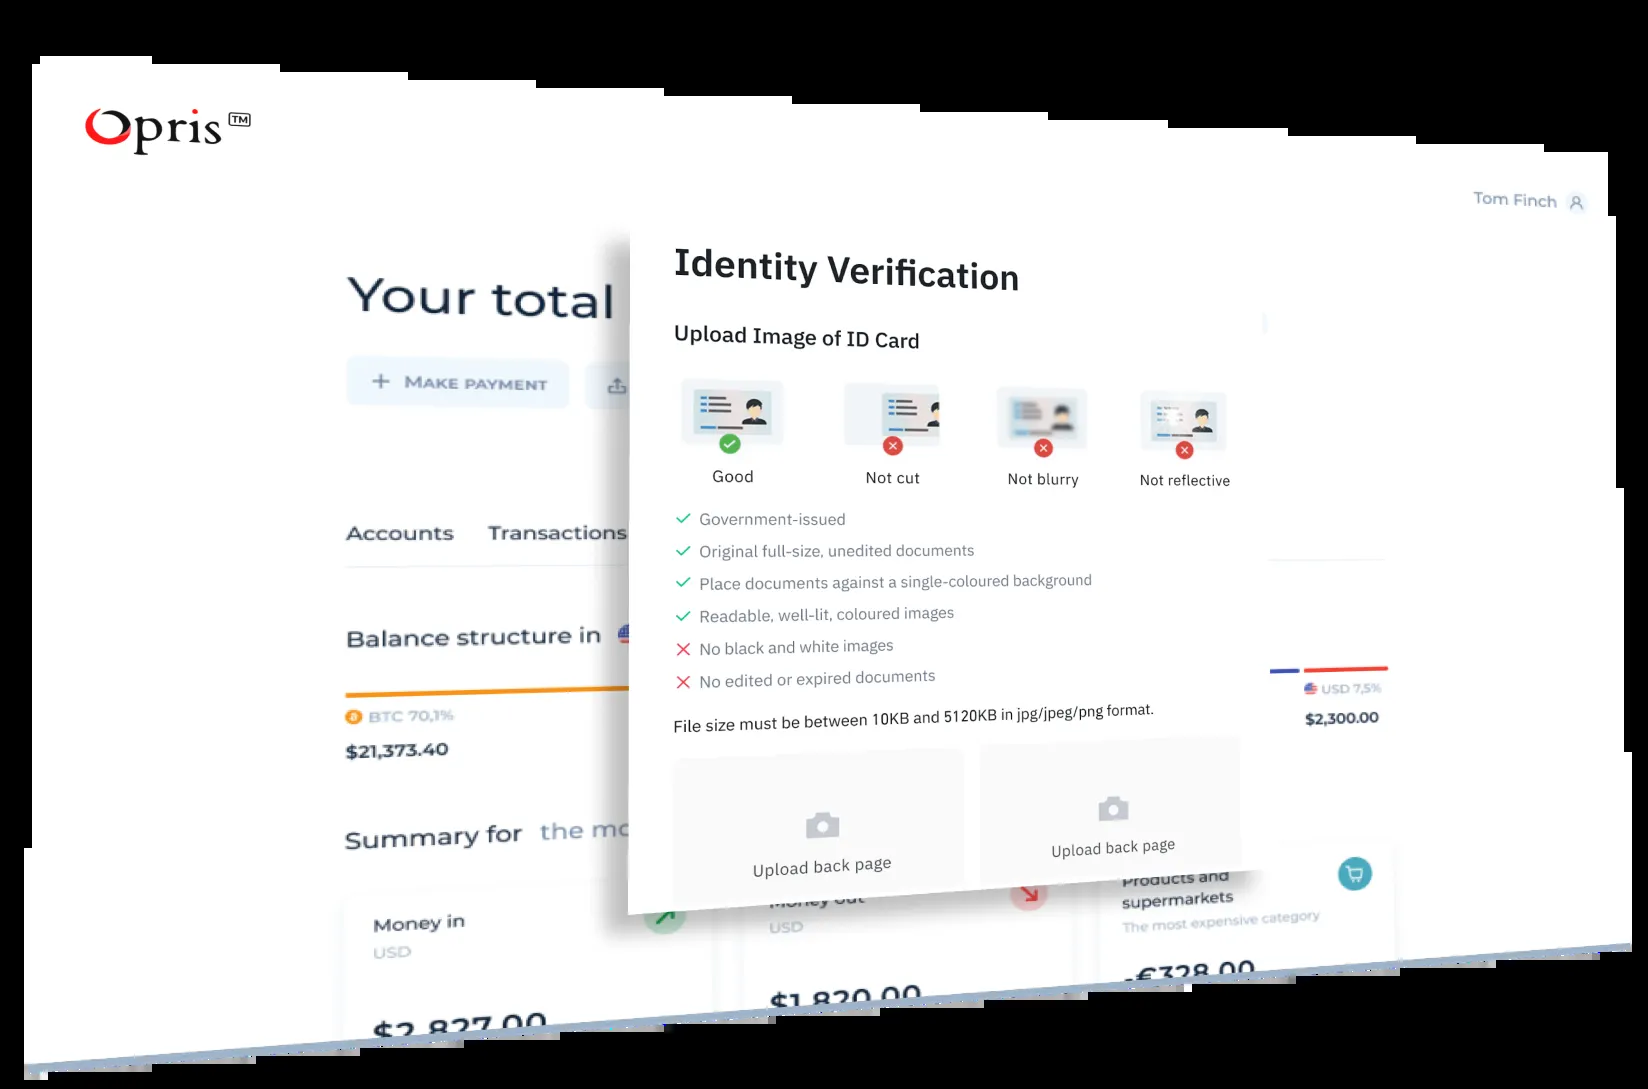 Opris TM
Tom Finch
Your total
+ MAKE PAYMENT
Accounts Transactions
Balance structure in
BTC 70,1%
$21,373.40
USD 7,5%
$2,300.00
Summary for the mo
Money in
USD
$2,827.00
Money out
USD
$1,820.00
Products and
supermarkets
The most expensive category
-€328.00
Identity Verification
Upload Image of ID Card
Good
Not cut
Not blurry
Not reflective
Government-issued
Original full-size, unedited documents
Place documents against a single-coloured background
Readable, well-lit, coloured images
No black and white images
No edited or expired documents
File size must be between 10KB and 5120KB in jpg/jpeg/png format.
Upload back page
Upload back page